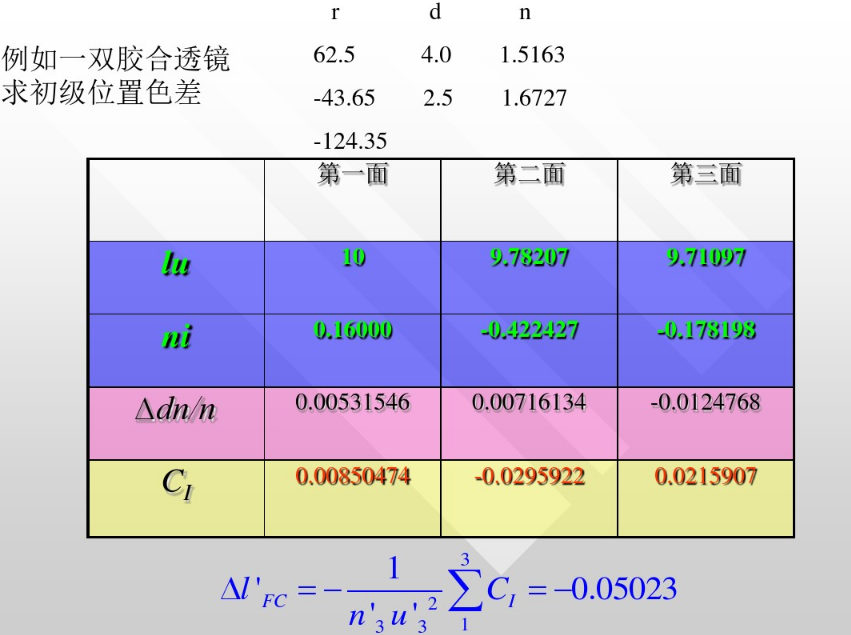 r d n
例如一双胶合透镜 62.5 4.0 1.5163
求初级位置色差 -43.65 2.5 1.6727
-124.35
第一面 第二面 第三面
lu 10 9.78207 9.71097
ni 0.16000 -0.422427 -0.178198
Δdn/n 0.00531546 0.00716134 -0.0124768
C_I 0.00850474 -0.0295922 0.0215907
Δl'_{FC} = -\frac{1}{n'_3 u'_3^2} \sum_1^3 C_I = -0.05023